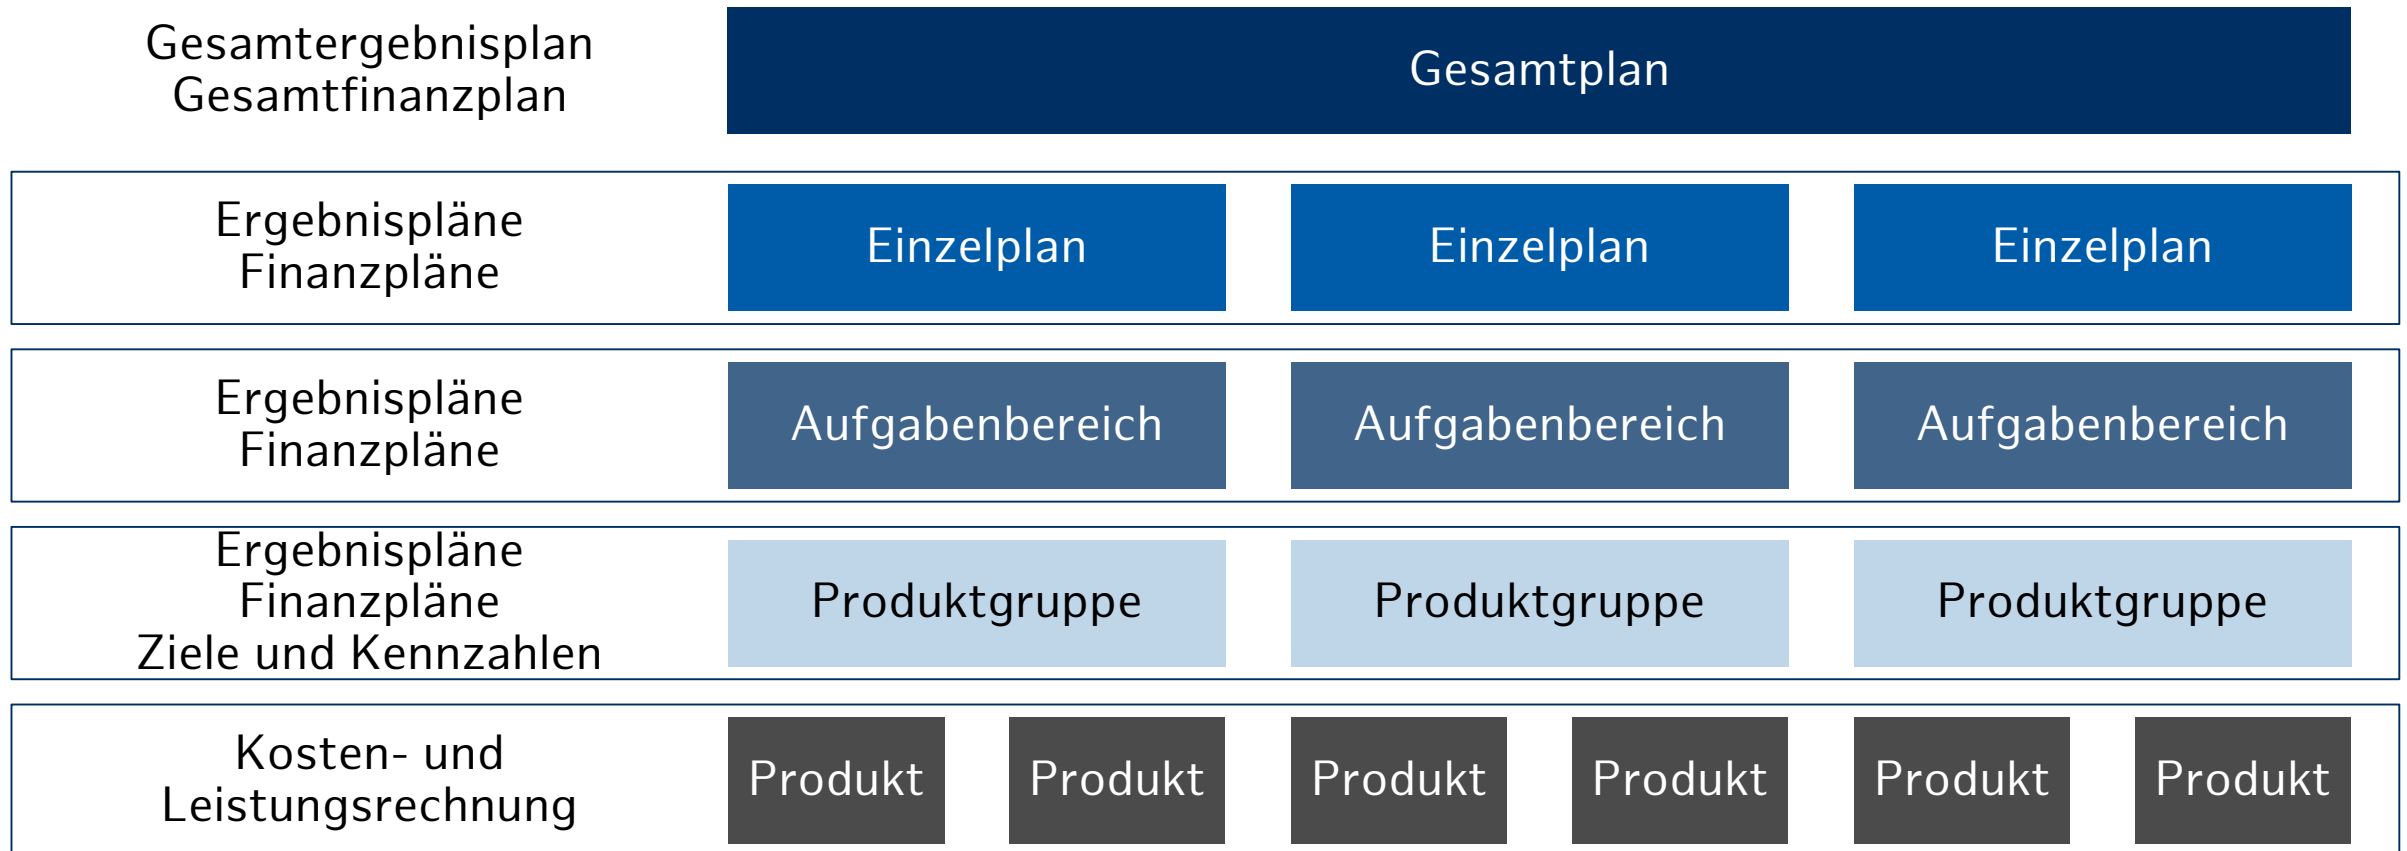 Gesamtergebnisplan
Gesamtfinanzplan
Gesamtplan
Ergebnispläne
Finanzpläne
Einzelplan
Einzelplan
Einzelplan
Ergebnispläne
Finanzpläne
Aufgabenbereich
Aufgabenbereich
Aufgabenbereich
Ergebnispläne
Finanzpläne
Ziele und Kennzahlen
Produktgruppe
Produktgruppe
Produktgruppe
Kosten- und
Leistungsrechnung
Produkt
Produkt
Produkt
Produkt
Produkt
Produkt